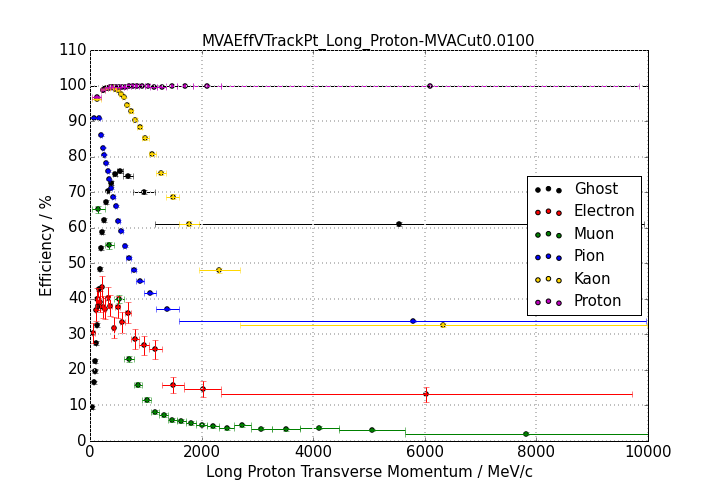 MVAEffVTrackPt_Long_Proton-MVACut0.0100
110
100
90
80
70
60
50
40
30
20
10
0
Efficiency / %
Ghost
Electron
Muon
Pion
Kaon
Proton
0 2000 4000 6000 8000 10000
Long Proton Transverse Momentum / MeV/c